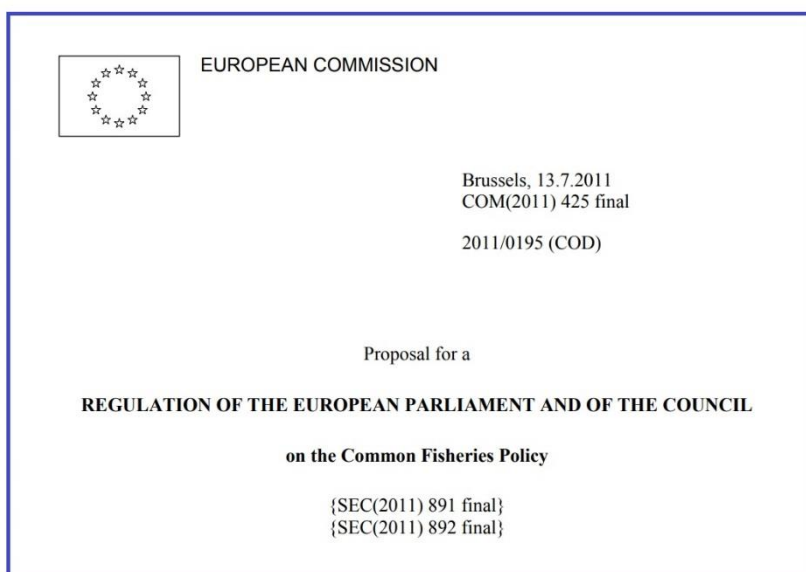 EUROPEAN COMMISSION
Brussels, 13.7.2011
COM(2011) 425 final
2011/0195 (COD)
Proposal for a
REGULATION OF THE EUROPEAN PARLIAMENT AND OF THE COUNCIL
on the Common Fisheries Policy
{SEC(2011) 891 final}
{SEC(2011) 892 final}